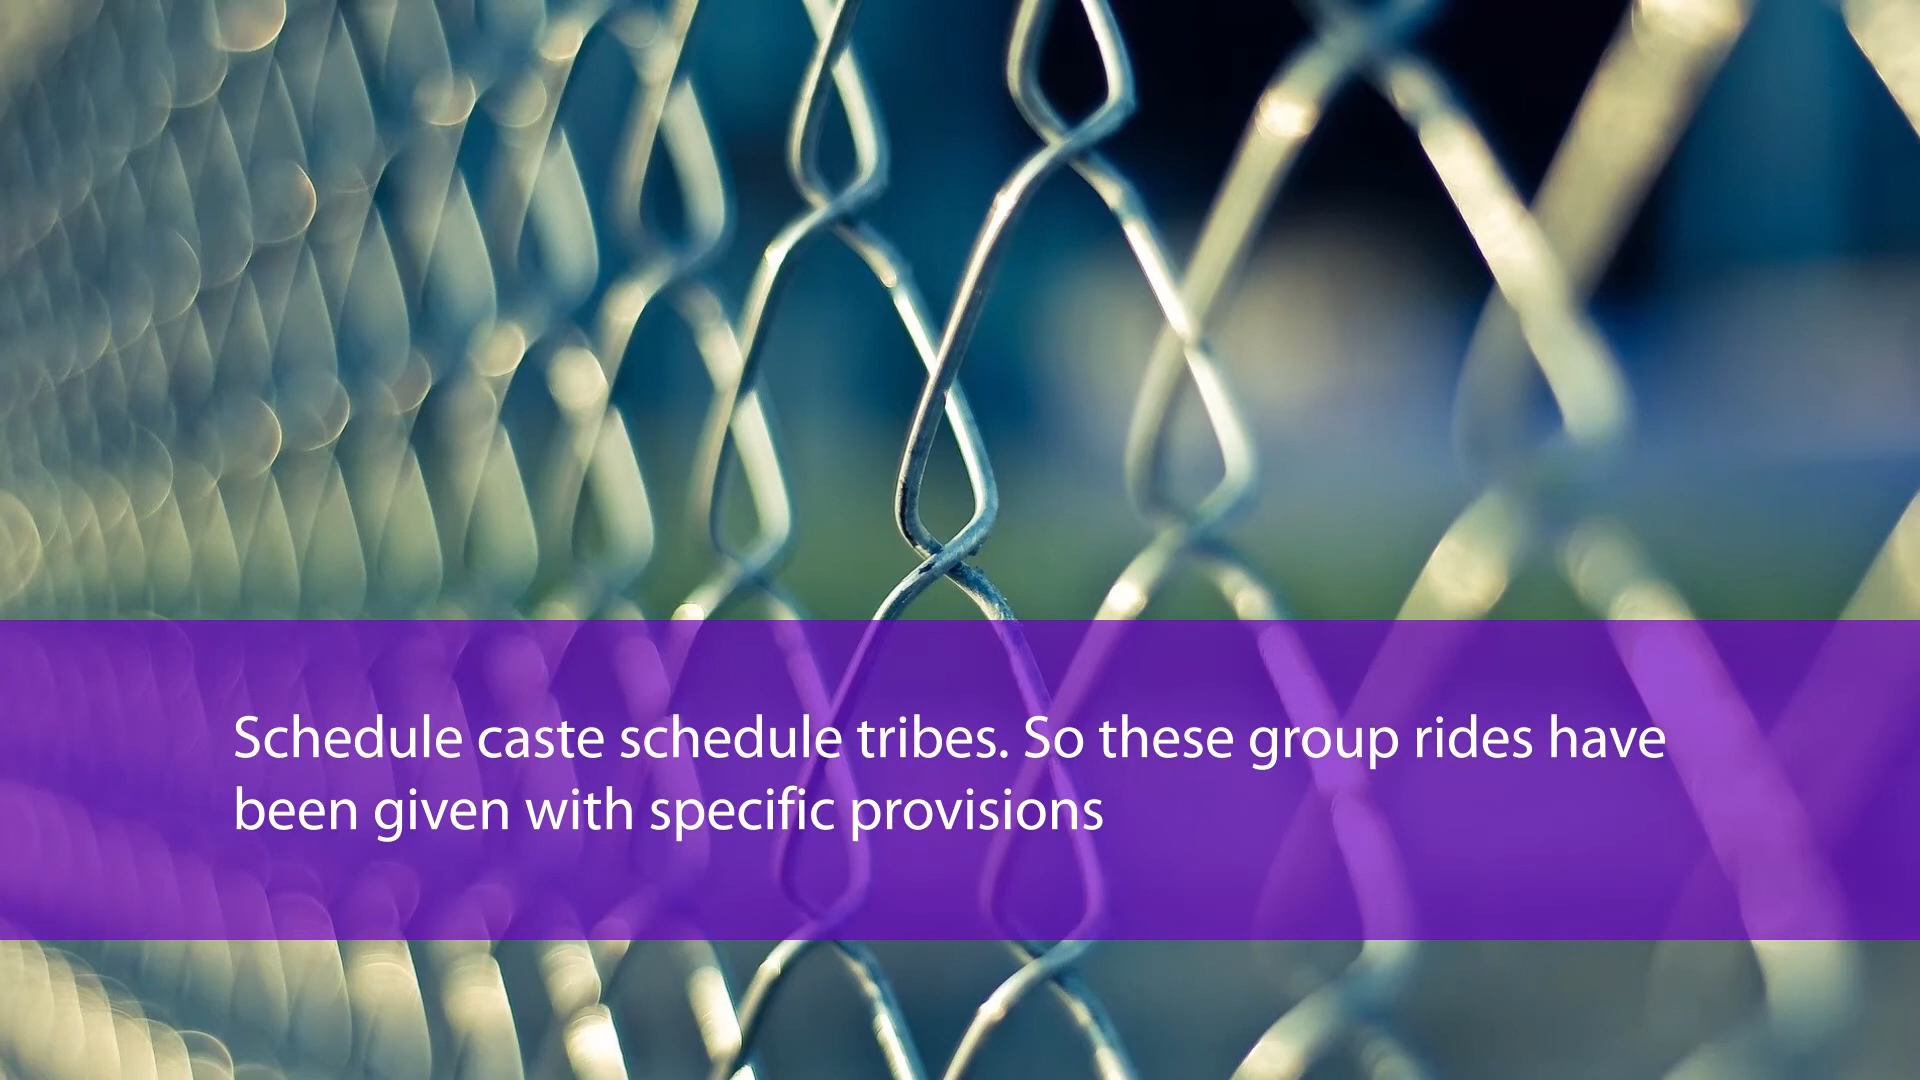 Schedule caste schedule tribes. So these group rides have
been given with specific provisions